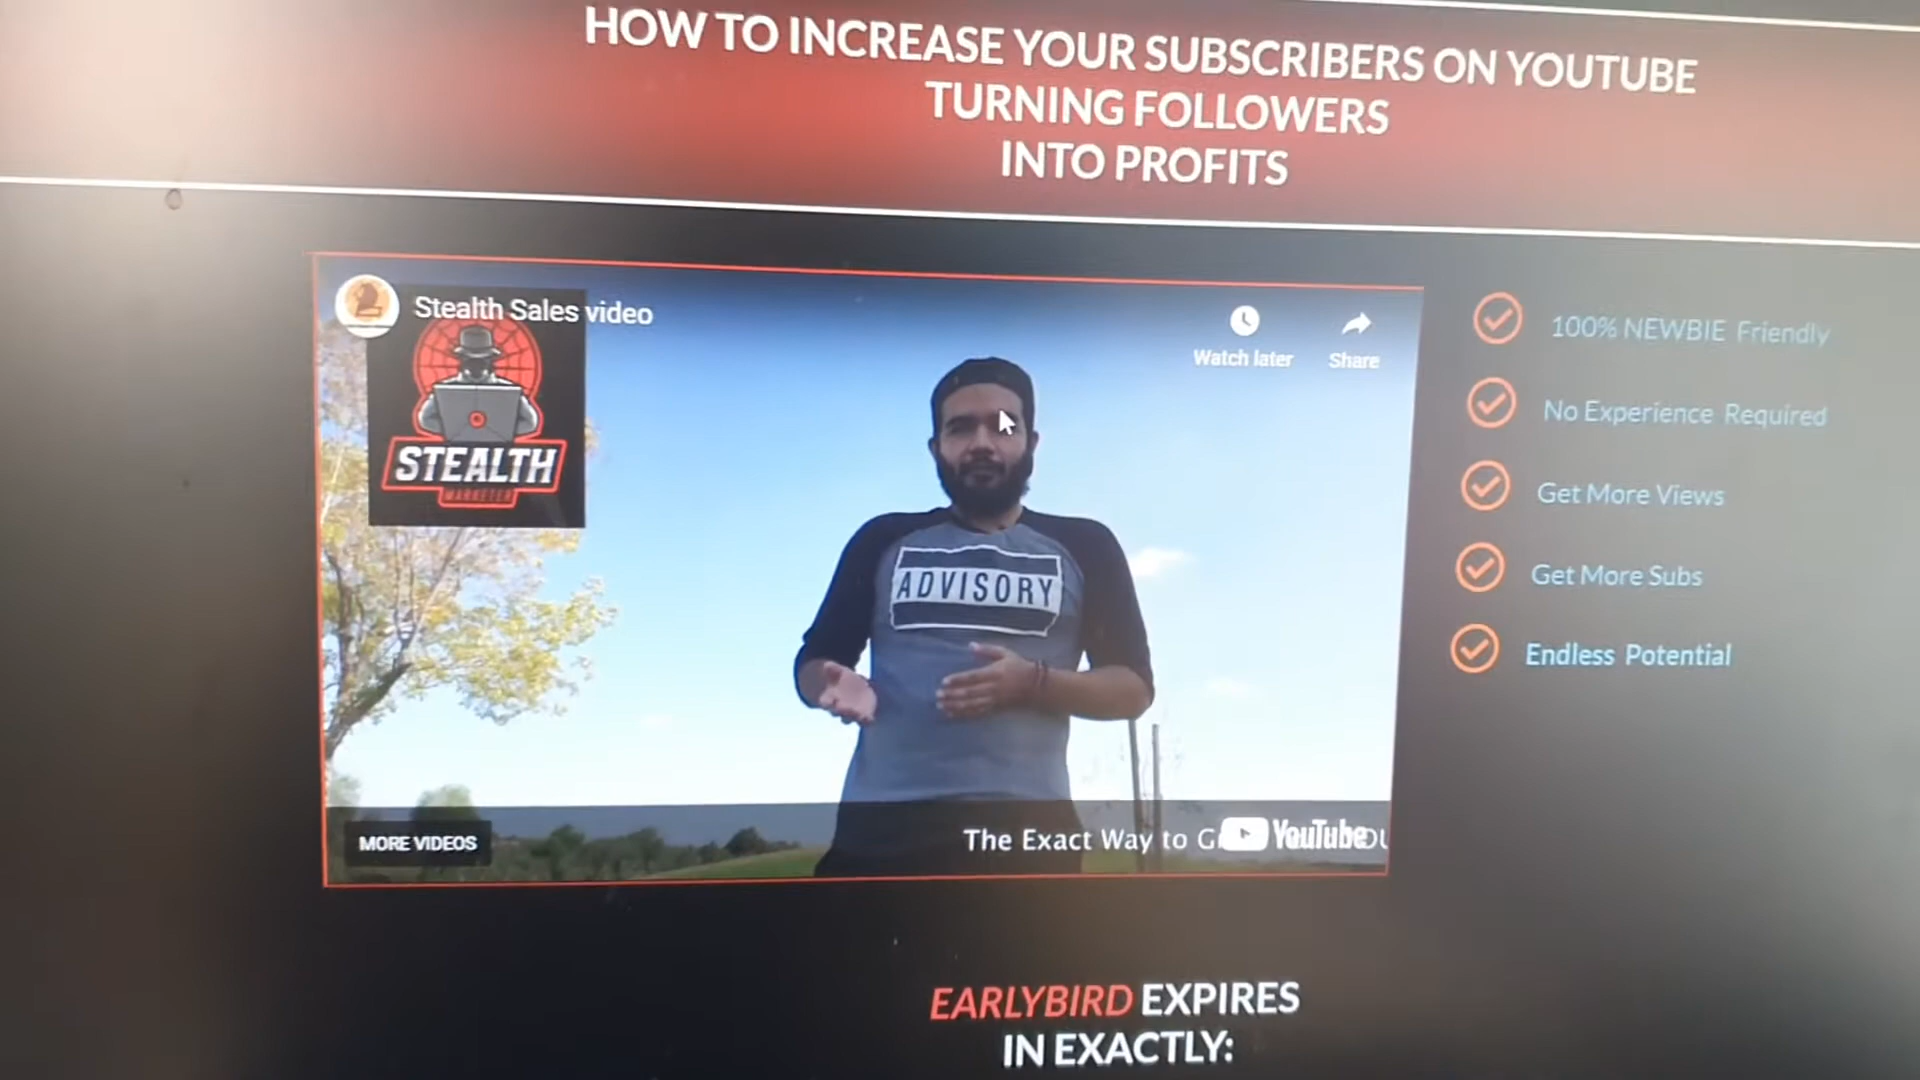 HOW TO INCREASE YOUR SUBSCRIBERS ON YOUTUBE
TURNING FOLLOWERS
INTO PROFITS
Stealth Sales video
Watch later
Share
STEALTH
MARKETER
ADVISORY
MORE VIDEOS
The Exact Way to
YouTube
100% NEWBIE Friendly
No Experience Required
Get More Views
Get More Subs
Endless Potential
EARLYBIRD EXPIRES
IN EXACTLY: